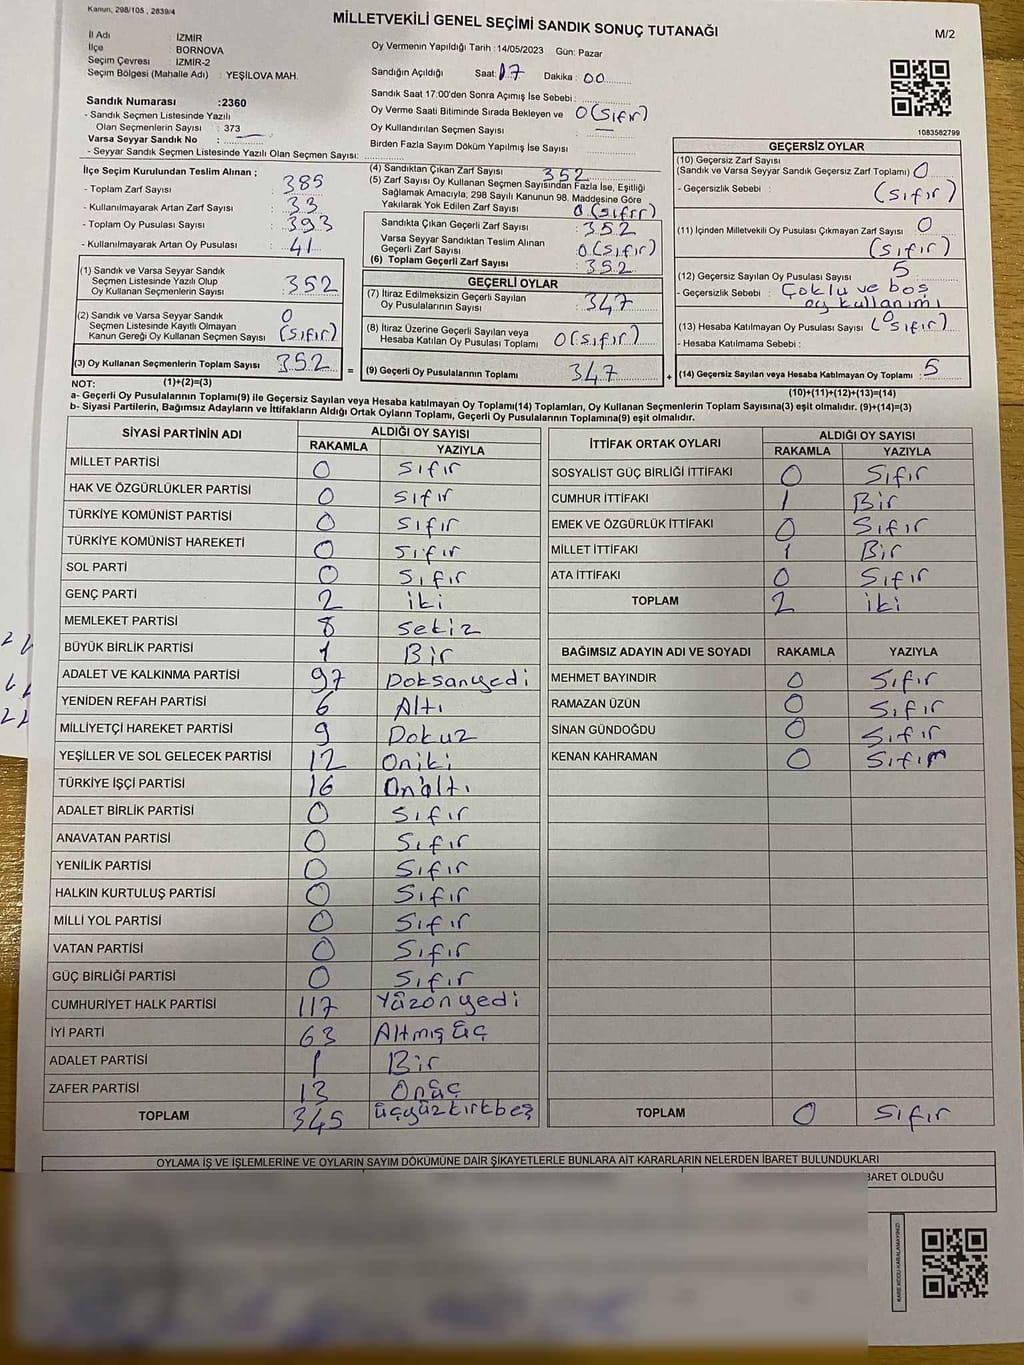 Kanun: 298/105 , 2839/4
MİLLETVEKİLİ GENEL SEÇİMİ SANDIK SONUÇ TUTANAĞI
M/2
İl Adı : İZMİR
İlçe : BORNOVA
Seçim Çevresi : İZMİR-2
Seçim Bölgesi (Mahalle Adı) : YEŞİLOVA MAH.
Oy Vermenin Yapıldığı Tarih :14/05/2023 Gün: Pazar
Sandığın Açıldığı Saat: 17 Dakika : 00
Sandık Saat 17:00'den Sonra Açımış İse Sebebi :
Oy Verme Saati Bitiminde Sırada Bekleyen ve 0 (Sıfır)
Oy Kullandırılan Seçmen Sayısı : —
Birden Fazla Sayım Döküm Yapılmış İse Sayısı
1083582799
Sandık Numarası :2360
- Sandık Seçmen Listesinde Yazılı
Olan Seçmenlerin Sayısı : 373
Varsa Seyyar Sandık No :
- Seyyar Sandık Seçmen Listesinde Yazılı Olan Seçmen Sayısı:
İlçe Seçim Kurulundan Teslim Alınan ;
- Toplam Zarf Sayısı : 385
- Kullanılmayarak Artan Zarf Sayısı : 33
- Toplam Oy Pusulası Sayısı : 393
- Kullanılmayarak Artan Oy Pusulası : 41
(1) Sandık ve Varsa Seyyar Sandık
Seçmen Listesinde Yazılı Olup
Oy Kullanan Seçmenlerin Sayısı : 352
(2) Sandık ve Varsa Seyyar Sandık
Seçmen Listesinde Kayıtlı Olmayan
Kanun Gereği Oy Kullanan Seçmen Sayısı : 0 (Sıfır)
(3) Oy Kullanan Seçmenlerin Toplam Sayısı : 352
(4) Sandıktan Çıkan Zarf Sayısı : 352
(5) Zarf Sayısı Oy Kullanan Seçmen Sayısından Fazla İse, Eşitliği
Sağlamak Amacıyla, 298 Sayılı Kanunun 98. Maddesine Göre
Yakılarak Yok Edilen Zarf Sayısı : 0 (Sıfır)
Sandıkta Çıkan Geçerli Zarf Sayısı : 352
Varsa Seyyar Sandıktan Teslim Alınan
Geçerli Zarf Sayısı : 0 (Sıfır)
(6) Toplam Geçerli Zarf Sayısı : 352
GEÇERLİ OYLAR
(7) İtiraz Edilmeksizin Geçerli Sayılan
Oy Pusulalarının Sayısı : 347
(8) İtiraz Üzerine Geçerli Sayılan veya
Hesaba Katılan Oy Pusulası Toplamı : 0 (Sıfır)
= (9) Geçerli Oy Pusulalarının Toplamı : 347 +
GEÇERSİZ OYLAR
(10) Geçersiz Zarf Sayısı
(Sandık ve Varsa Seyyar Sandık Geçersiz Zarf Toplamı) : 0
- Geçersizlik Sebebi : (Sıfır)
(11) İçinden Milletvekili Oy Pusulası Çıkmayan Zarf Sayısı : 0
(Sıfır)
(12) Geçersiz Sayılan Oy Pusulası Sayısı : 5
- Geçersizlik Sebebi : Çoklu ve boş
oy kullanımı
(13) Hesaba Katılmayan Oy Pusulası Sayısı : 0 (Sıfır)
- Hesaba Katılmama Sebebi :
(14) Geçersiz Sayılan veya Hesaba Katılmayan Oy Toplamı : 5
NOT: (1)+(2)=(3)
(10)+(11)+(12)+(13)=(14)
a- Geçerli Oy Pusulalarının Toplamı(9) ile Geçersiz Sayılan veya Hesaba katılmayan Oy Toplamı(14) Toplamları, Oy Kullanan Seçmenlerin Toplam Sayısına(3) eşit olmalıdır. (9)+(14)=(3)
b- Siyasi Partilerin, Bağımsız Adayların ve İttifakların Aldığı Ortak Oyların Toplamı, Geçerli Oy Pusulalarının Toplamına(9) eşit olmalıdır.
SİYASİ PARTİNİN ADI ALDIĞI OY SAYISI
RAKAMLA YAZIYLA
MİLLET PARTİSİ 0 Sıfır
HAK VE ÖZGÜRLÜKLER PARTİSİ 0 Sıfır
TÜRKİYE KOMÜNİST PARTİSİ 0 Sıfır
TÜRKİYE KOMÜNİST HAREKETİ 0 Sıfır
SOL PARTİ 0 Sıfır
GENÇ PARTİ 2 iki
MEMLEKET PARTİSİ 8 Sekiz
BÜYÜK BİRLİK PARTİSİ 1 Bir
ADALET VE KALKINMA PARTİSİ 97 Doksanyedi
YENİDEN REFAH PARTİSİ 6 Altı
MİLLİYETÇİ HAREKET PARTİSİ 9 Dokuz
YEŞİLLER VE SOL GELECEK PARTİSİ 12 Oniki
TÜRKİYE İŞÇİ PARTİSİ 16 Onaltı
ADALET BİRLİK PARTİSİ 0 Sıfır
ANAVATAN PARTİSİ 0 Sıfır
YENİLİK PARTİSİ 0 Sıfır
HALKIN KURTULUŞ PARTİSİ 0 Sıfır
MİLLİ YOL PARTİSİ 0 Sıfır
VATAN PARTİSİ 0 Sıfır
GÜÇ BİRLİĞİ PARTİSİ 0 Sıfır
CUMHURİYET HALK PARTİSİ 117 Yüzonyedi
İYİ PARTİ 63 Altmış üç
ADALET PARTİSİ 1 Bir
ZAFER PARTİSİ 13 Onüç
TOPLAM 345 üçyüzkırkbeş
İTTİFAK ORTAK OYLARI ALDIĞI OY SAYISI
RAKAMLA YAZIYLA
SOSYALİST GÜÇ BİRLİĞİ İTTİFAKI 0 Sıfır
CUMHUR İTTİFAKI 1 Bir
EMEK VE ÖZGÜRLÜK İTTİFAKI 0 Sıfır
MİLLET İTTİFAKI 1 Bir
ATA İTTİFAKI 0 Sıfır
TOPLAM 2 iki
BAĞIMSIZ ADAYIN ADI VE SOYADI RAKAMLA YAZIYLA
MEHMET BAYINDIR 0 Sıfır
RAMAZAN ÜZÜN 0 Sıfır
SİNAN GÜNDOĞDU 0 Sıfır
KENAN KAHRAMAN 0 Sıfır
TOPLAM 0 Sıfır
OYLAMA İŞ VE İŞLEMLERİNE VE OYLARIN SAYIM DÖKÜMÜNE DAİR ŞİKAYETLERLE BUNLARA AİT KARARLARIN NELERDEN İBARET BULUNDUKLARI
BARET OLDUĞU
KARE KODU KARALAMAYINIZ!